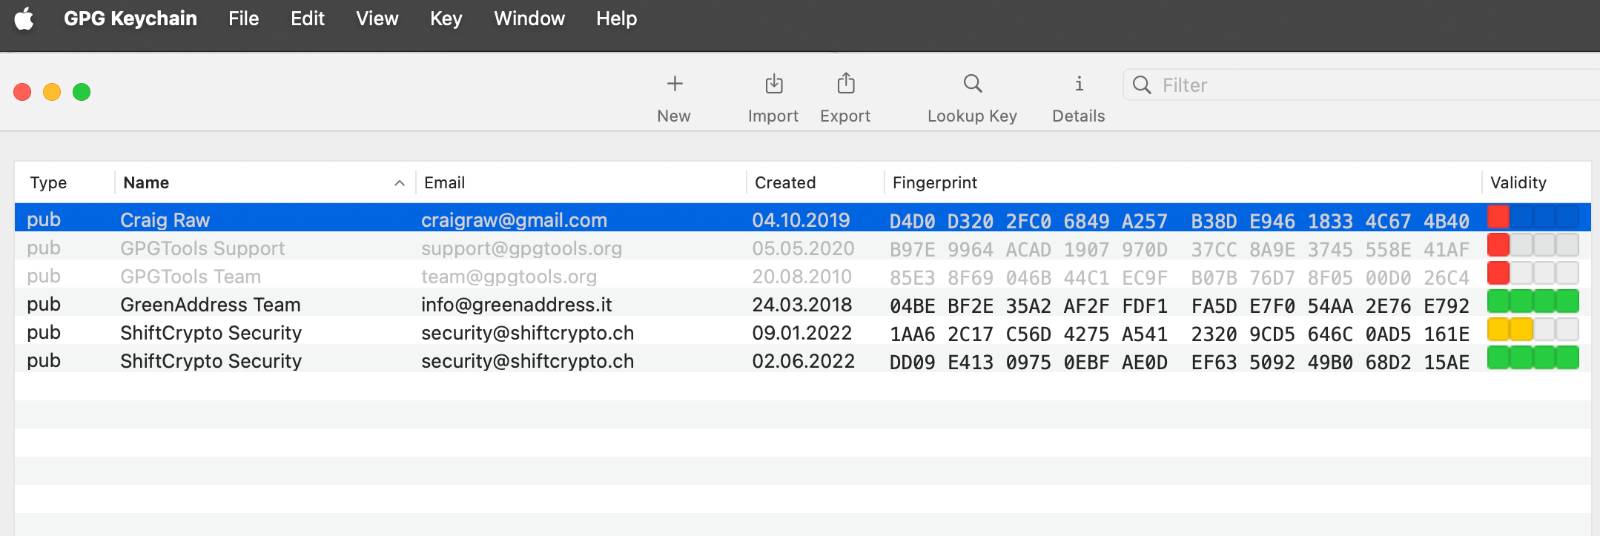 GPG Keychain File Edit View Key Window Help
New Import Export Lookup Key Details Filter
Type Name Email Created Fingerprint Validity
pub Craig Raw craigraw@gmail.com 04.10.2019 D4D0 D320 2FC0 6849 A257 B38D E946 1833 4C67 4B40
pub GPGTools Support support@gpgtools.org 05.05.2020 B97E 9964 ACAD 1907 970D 37CC 8A9E 3745 558E 41AF
pub GPGTools Team team@gpgtools.org 20.08.2010 85E3 8F69 046B 44C1 EC9F B07B 76D7 8F05 00D0 26C4
pub GreenAddress Team info@greenaddress.it 24.03.2018 04BE BF2E 35A2 AF2F FDF1 FA5D E7F0 54AA 2E76 E792
pub ShiftCrypto Security security@shiftcrypto.ch 09.01.2022 1AA6 2C17 C56D 4275 A541 2320 9CD5 646C 0AD5 161E
pub ShiftCrypto Security security@shiftcrypto.ch 02.06.2022 DD09 E413 0975 0EBF AE0D EF63 5092 49B0 68D2 15AE